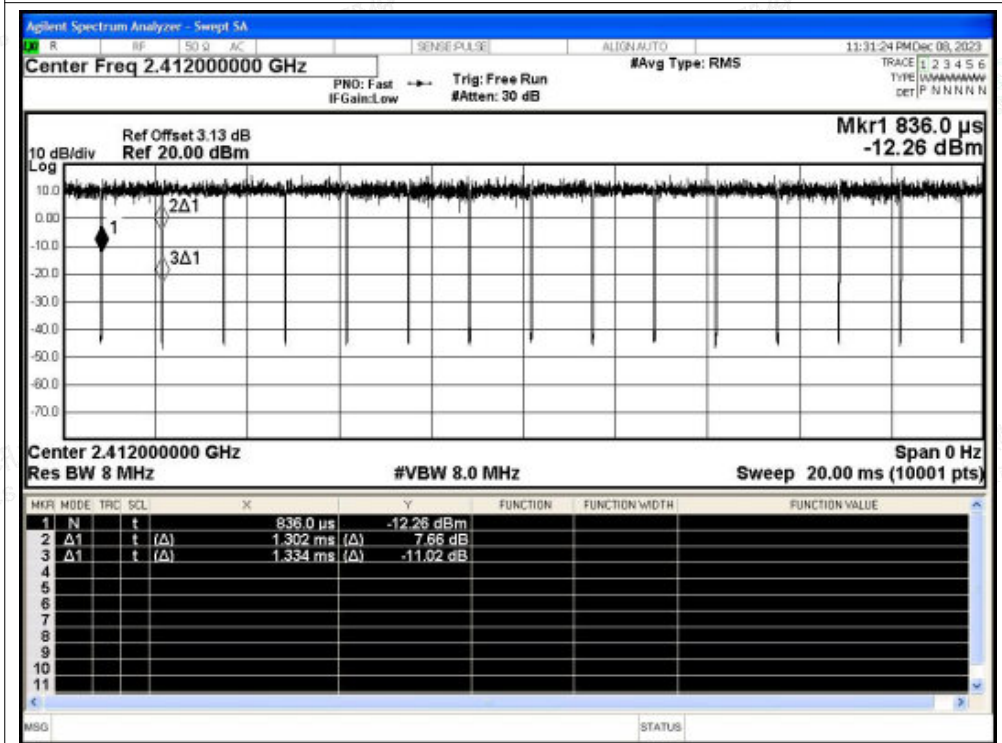 Agilent Spectrum Analyzer - Swept SA
R RF 50 Ω AC SENSE:PULSE ALIGN AUTO 11:31:24 PM Dec 08, 2023
Center Freq 2.412000000 GHz #Avg Type: RMS TRACE 1 2 3 4 5 6
PNO: Fast Trig: Free Run TYPE
IFGain:Low #Atten: 30 dB DET P N N N N N
Mkr1 836.0 µs
Ref Offset 3.13 dB
10 dB/div Ref 20.00 dBm -12.26 dBm
Log
10.0
2Δ1
0.00
1
-10.0
3Δ1
-20.0
-30.0
-40.0
-50.0
-60.0
-70.0
Center 2.412000000 GHz Span 0 Hz
Res BW 8 MHz #VBW 8.0 MHz Sweep 20.00 ms (10001 pts)
MKR MODE TRC SCL X Y FUNCTION FUNCTION WIDTH FUNCTION VALUE
1 N t 836.0 µs -12.26 dBm
2 Δ1 t (Δ) 1.302 ms (Δ) 7.66 dB
3 Δ1 t (Δ) 1.334 ms (Δ) -11.02 dB
4
5
6
7
8
9
10
11
MSG STATUS